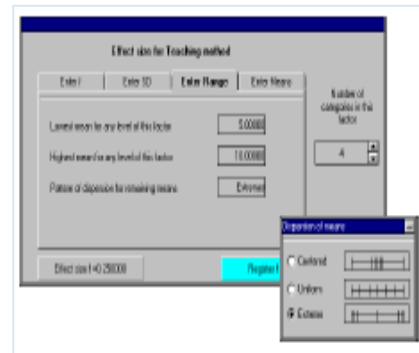 Effect size for Teaching method
Enter f
Enter SD
Enter Range
Enter Means
Number of
categories in this
factor
Lowest mean for any level of this factor
5.00000
Highest mean for any level of this factor
10.00000
4
Pattern of dispersion for remaining means
Extremes
Dispersion of means
Centered
Uniform
Extreme
Effect size f =0.250000
Register f